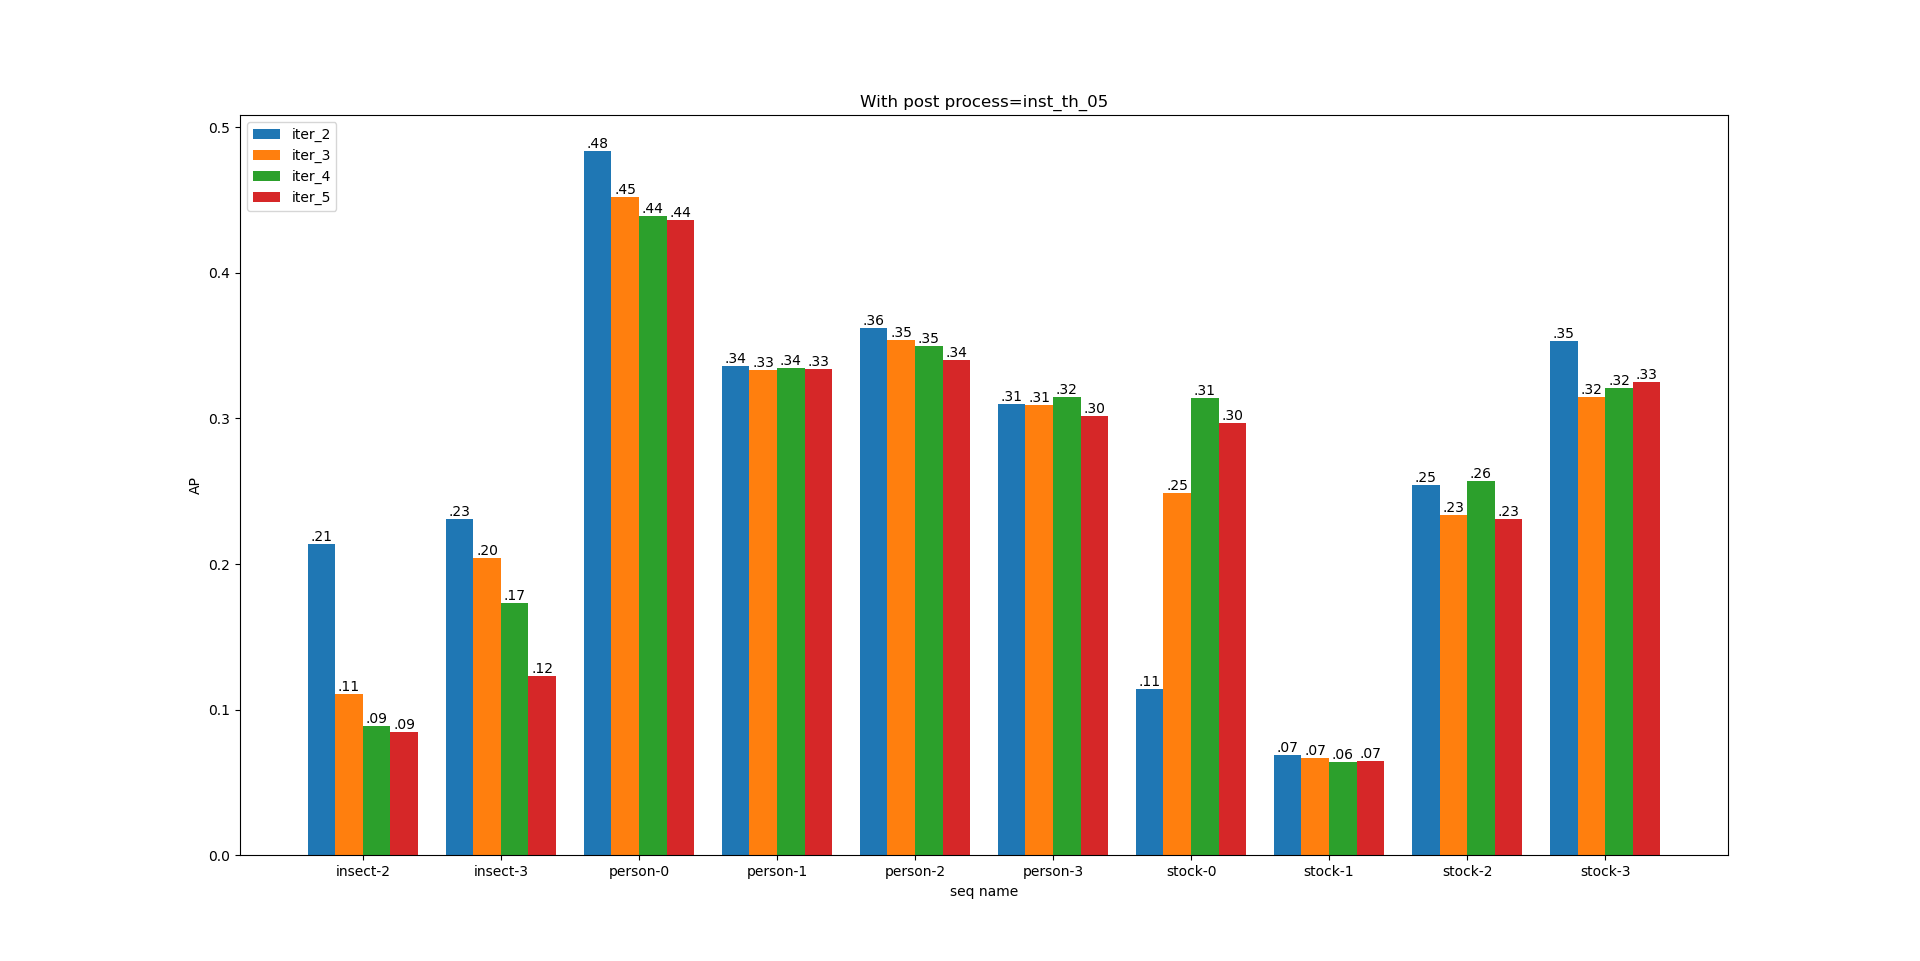 With post process=inst_th_05
iter_2
iter_3
iter_4
iter_5
AP
0.5
0.4
0.3
0.2
0.1
0.0
.21 .11 .09 .09
.23 .20 .17 .12
.48 .45 .44 .44
.34 .33 .34 .33
.36 .35 .35 .34
.31 .31 .32 .30
.11 .25 .31 .30
.07 .07 .06 .07
.25 .23 .26 .23
.35 .32 .32 .33
insect-2 insect-3 person-0 person-1 person-2 person-3 stock-0 stock-1 stock-2 stock-3
seq name